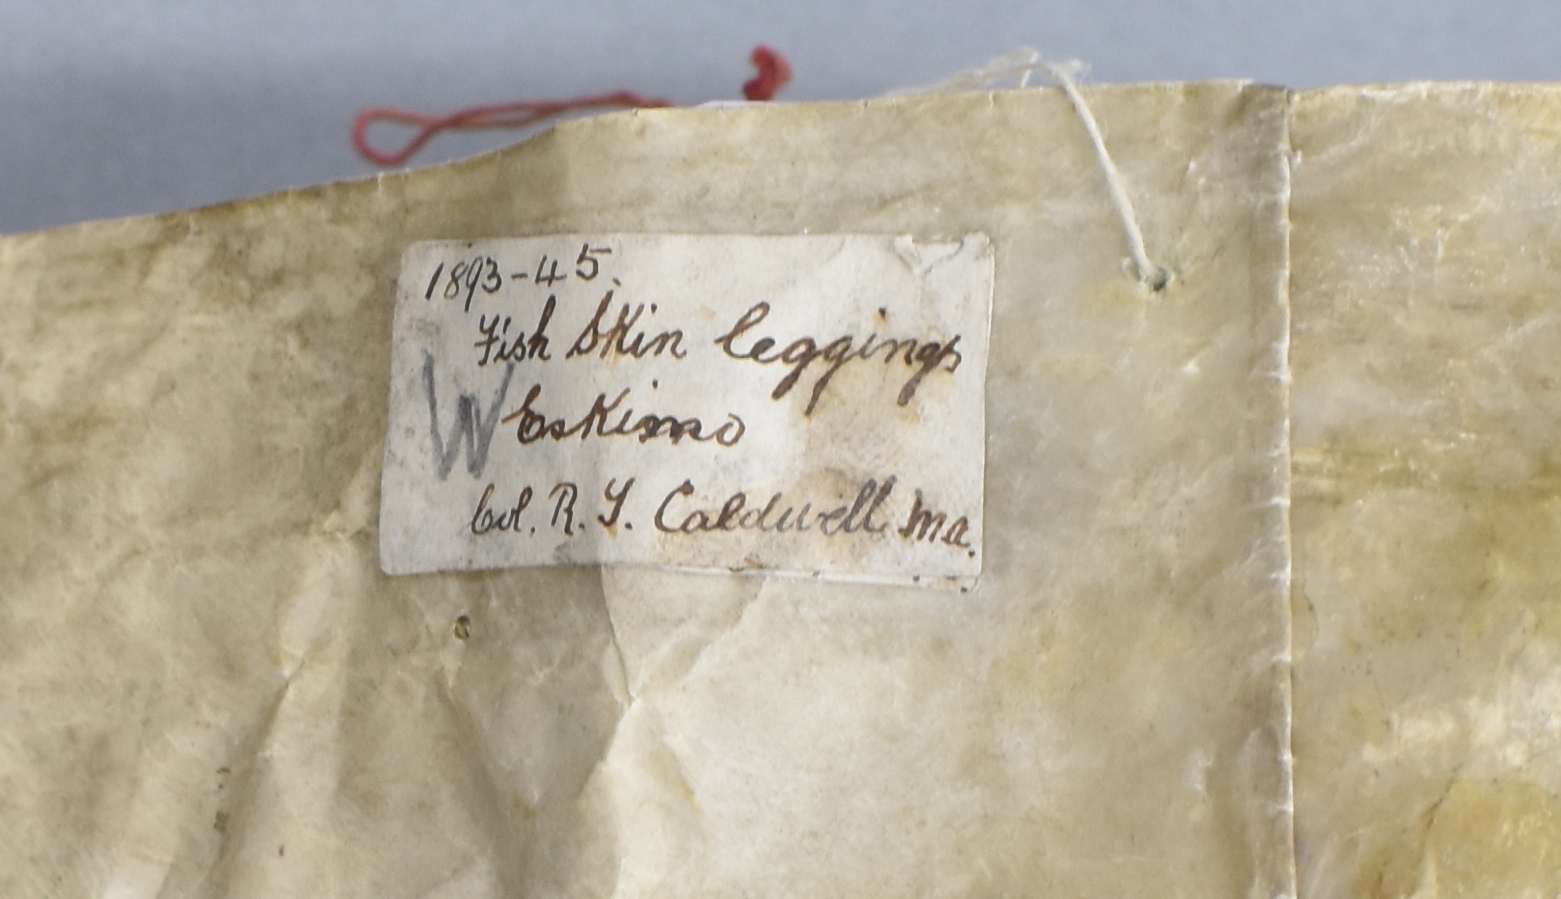 1893-45.
Fish Skin leggings
W Eskimo
Col. R. T. Caldwell Ma.